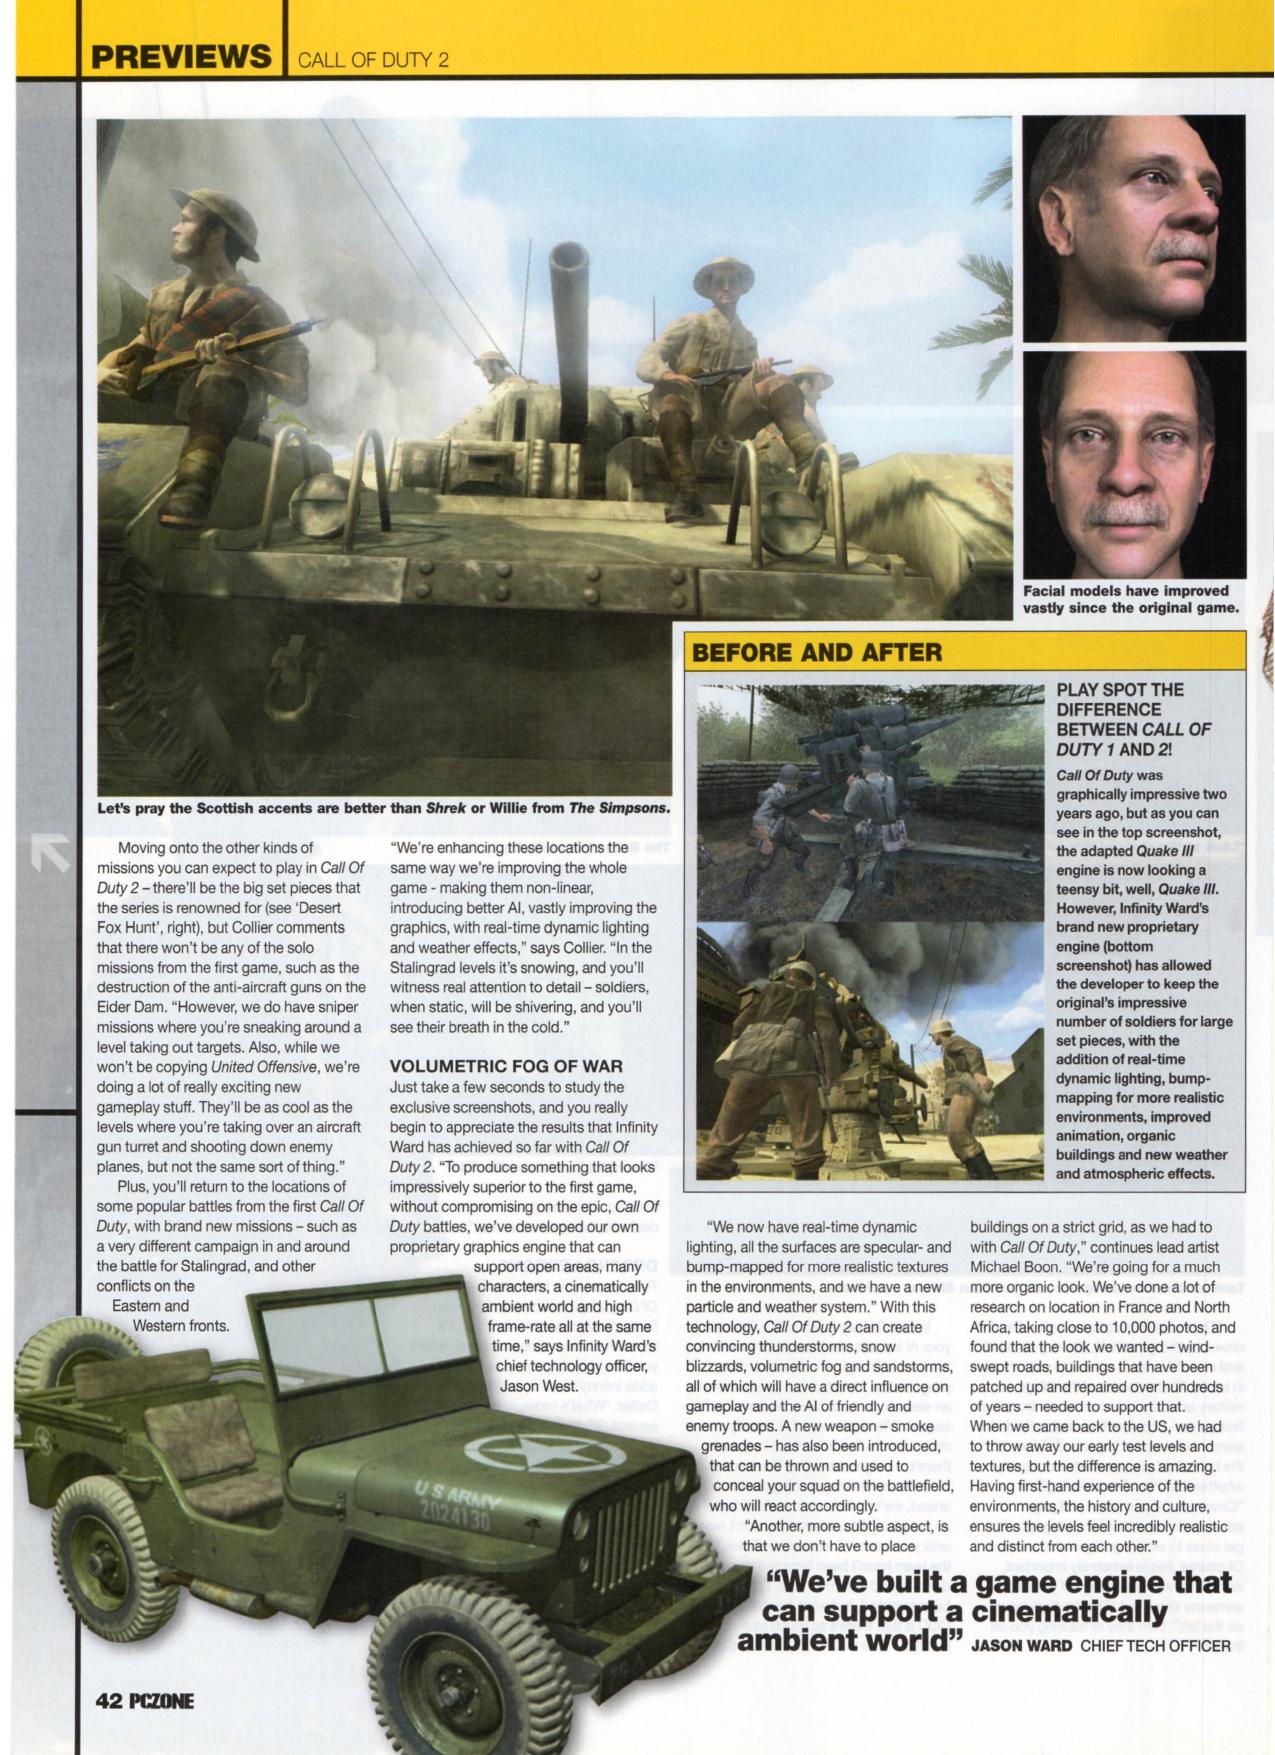 PREVIEWS CALL OF DUTY 2
Facial models have improved
vastly since the original game.
Let's pray the Scottish accents are better than Shrek or Willie from The Simpsons.
BEFORE AND AFTER
PLAY SPOT THE
DIFFERENCE
BETWEEN CALL OF
DUTY 1 AND 2!
Call Of Duty was
graphically impressive two
years ago, but as you can
see in the top screenshot,
the adapted Quake III
engine is now looking a
teensy bit, well, Quake III.
However, Infinity Ward's
brand new proprietary
engine (bottom
screenshot) has allowed
the developer to keep the
original's impressive
number of soldiers for large
set pieces, with the
addition of real-time
dynamic lighting, bump-
mapping for more realistic
environments, improved
animation, organic
buildings and new weather
and atmospheric effects.
Moving onto the other kinds of
missions you can expect to play in Call Of
Duty 2 – there'll be the big set pieces that
the series is renowned for (see 'Desert
Fox Hunt', right), but Collier comments
that there won't be any of the solo
missions from the first game, such as the
destruction of the anti-aircraft guns on the
Eider Dam. "However, we do have sniper
missions where you're sneaking around a
level taking out targets. Also, while we
won't be copying United Offensive, we're
doing a lot of really exciting new
gameplay stuff. They'll be as cool as the
levels where you're taking over an aircraft
gun turret and shooting down enemy
planes, but not the same sort of thing."
Plus, you'll return to the locations of
some popular battles from the first Call Of
Duty, with brand new missions – such as
a very different campaign in and around
the battle for Stalingrad, and other
conflicts on the
Eastern and
Western fronts.
"We're enhancing these locations the
same way we're improving the whole
game - making them non-linear,
introducing better AI, vastly improving the
graphics, with real-time dynamic lighting
and weather effects," says Collier. "In the
Stalingrad levels it's snowing, and you'll
witness real attention to detail – soldiers,
when static, will be shivering, and you'll
see their breath in the cold."
VOLUMETRIC FOG OF WAR
Just take a few seconds to study the
exclusive screenshots, and you really
begin to appreciate the results that Infinity
Ward has achieved so far with Call Of
Duty 2. "To produce something that looks
impressively superior to the first game,
without compromising on the epic, Call Of
Duty battles, we've developed our own
proprietary graphics engine that can
support open areas, many
characters, a cinematically
ambient world and high
frame-rate all at the same
time," says Infinity Ward's
chief technology officer,
Jason West.
"We now have real-time dynamic
lighting, all the surfaces are specular- and
bump-mapped for more realistic textures
in the environments, and we have a new
particle and weather system." With this
technology, Call Of Duty 2 can create
convincing thunderstorms, snow
blizzards, volumetric fog and sandstorms,
all of which will have a direct influence on
gameplay and the AI of friendly and
enemy troops. A new weapon – smoke
grenades – has also been introduced,
that can be thrown and used to
conceal your squad on the battlefield,
who will react accordingly.
"Another, more subtle aspect, is
that we don't have to place
buildings on a strict grid, as we had to
with Call Of Duty," continues lead artist
Michael Boon. "We're going for a much
more organic look. We've done a lot of
research on location in France and North
Africa, taking close to 10,000 photos, and
found that the look we wanted – wind-
swept roads, buildings that have been
patched up and repaired over hundreds
of years – needed to support that.
When we came back to the US, we had
to throw away our early test levels and
textures, but the difference is amazing.
Having first-hand experience of the
environments, the history and culture,
ensures the levels feel incredibly realistic
and distinct from each other."
U S ARMY
2024130
"We've built a game engine that
can support a cinematically
ambient world" JASON WARD CHIEF TECH OFFICER
42 PCZONE